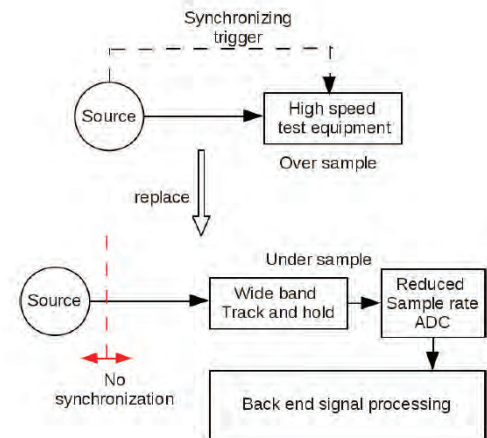 Synchronizing
trigger
Source
High speed
test equipment
Over sample
replace
Under sample
Source
Wide band
Track and hold
Reduced
Sample rate
ADC
No
synchronization
Back end signal processing